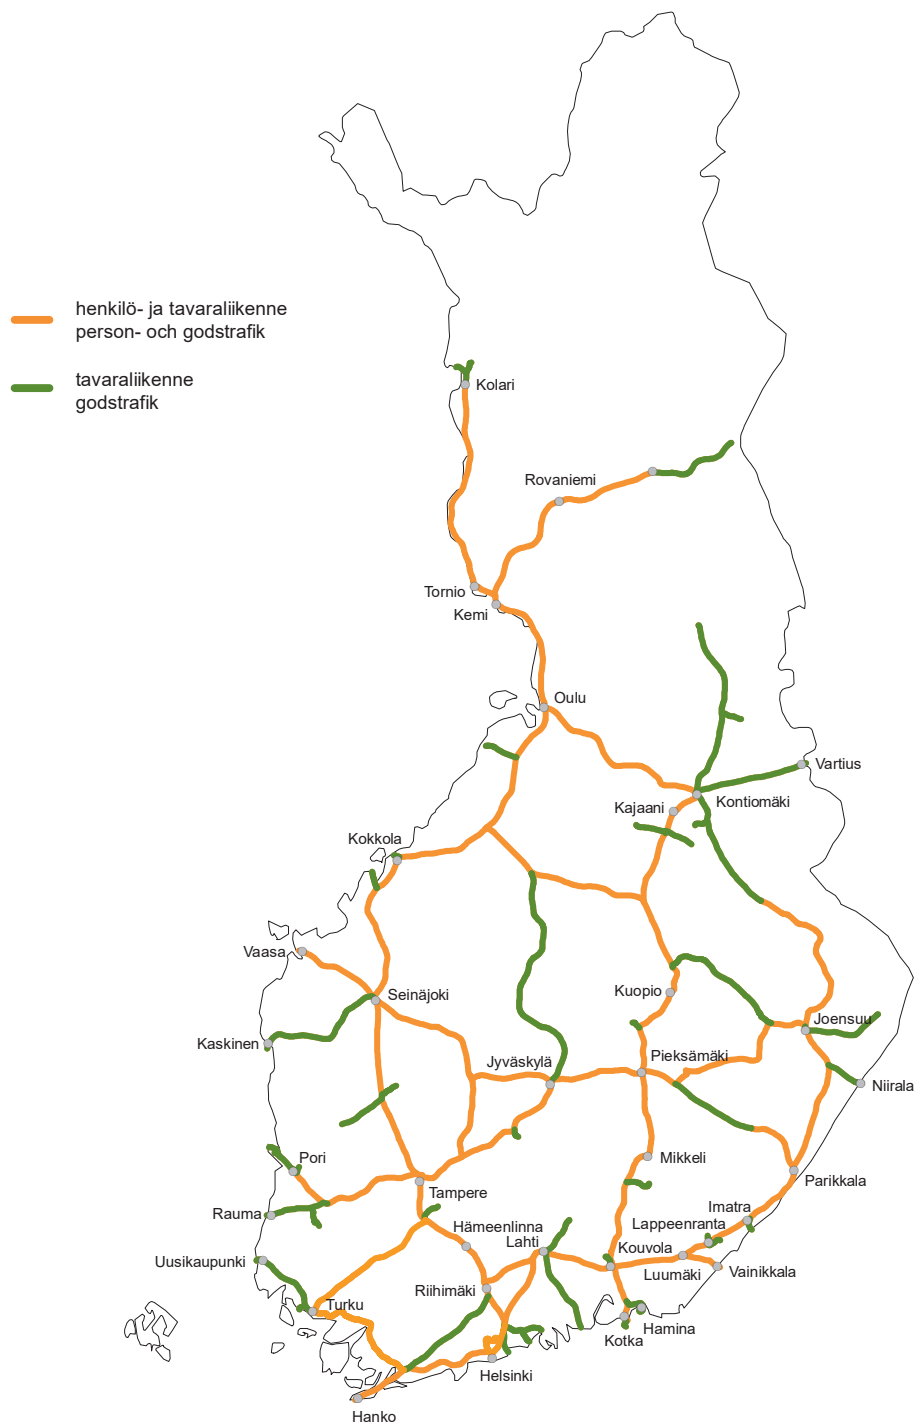 henkilö- ja tavaraliikenne
person- och godstrafik
tavaraliikenne
godstrafik
Kolari
Rovaniemi
Tornio
Kemi
Oulu
Vartius
Kontiomäki
Kajaani
Kokkola
Vaasa
Seinäjoki
Kuopio
Joensuu
Kaskinen
Jyväskylä
Pieksämäki
Niirala
Pori
Mikkeli
Parikkala
Tampere
Rauma
Imatra
Lappeenranta
Hämeenlinna
Lahti
Kouvola
Uusikaupunki
Luumäki
Vainikkala
Riihimäki
Turku
Hamina
Kotka
Helsinki
Hanko